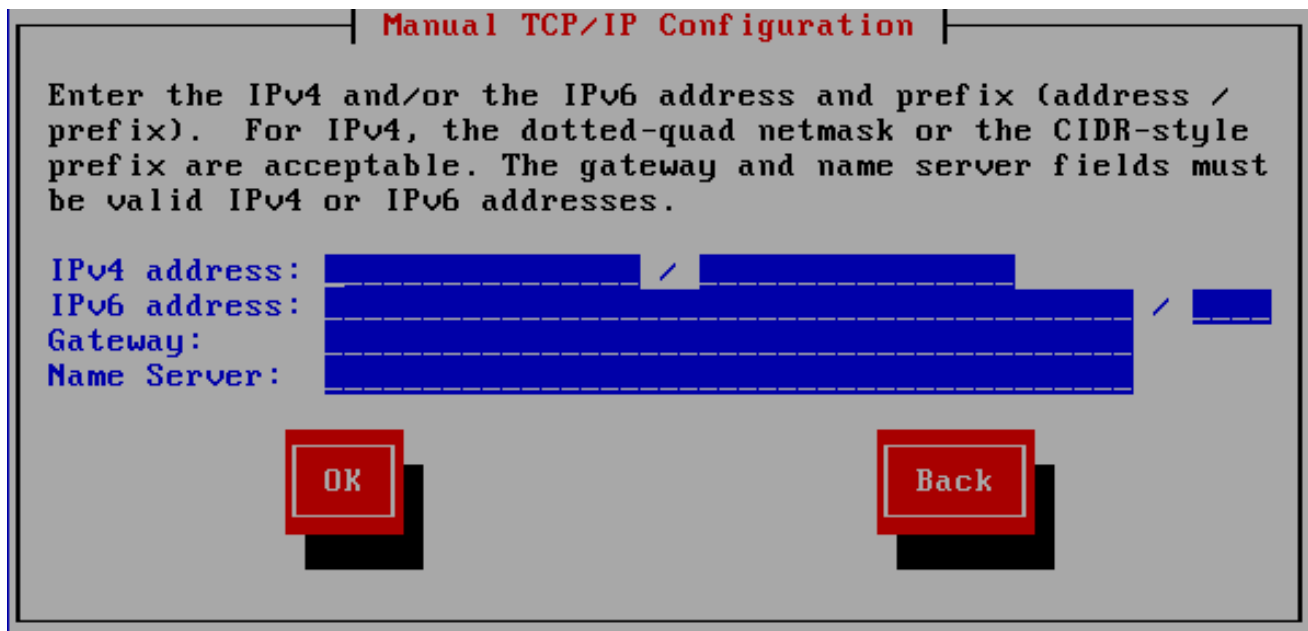 Manual TCP/IP Configuration
Enter the IPv4 and/or the IPv6 address and prefix (address /
prefix).  For IPv4, the dotted-quad netmask or the CIDR-style
prefix are acceptable. The gateway and name server fields must
be valid IPv4 or IPv6 addresses.
IPv4 address: /
IPv6 address: /
Gateway:
Name Server:
OK Back